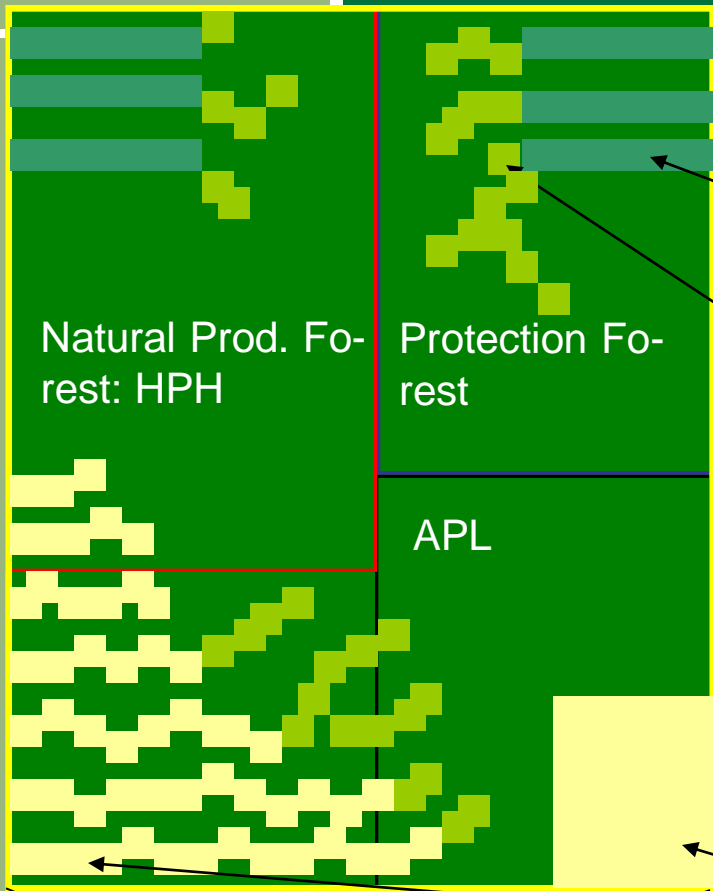 Natural Prod. Fo-
rest: HPH
Protection Fo-
rest
APL